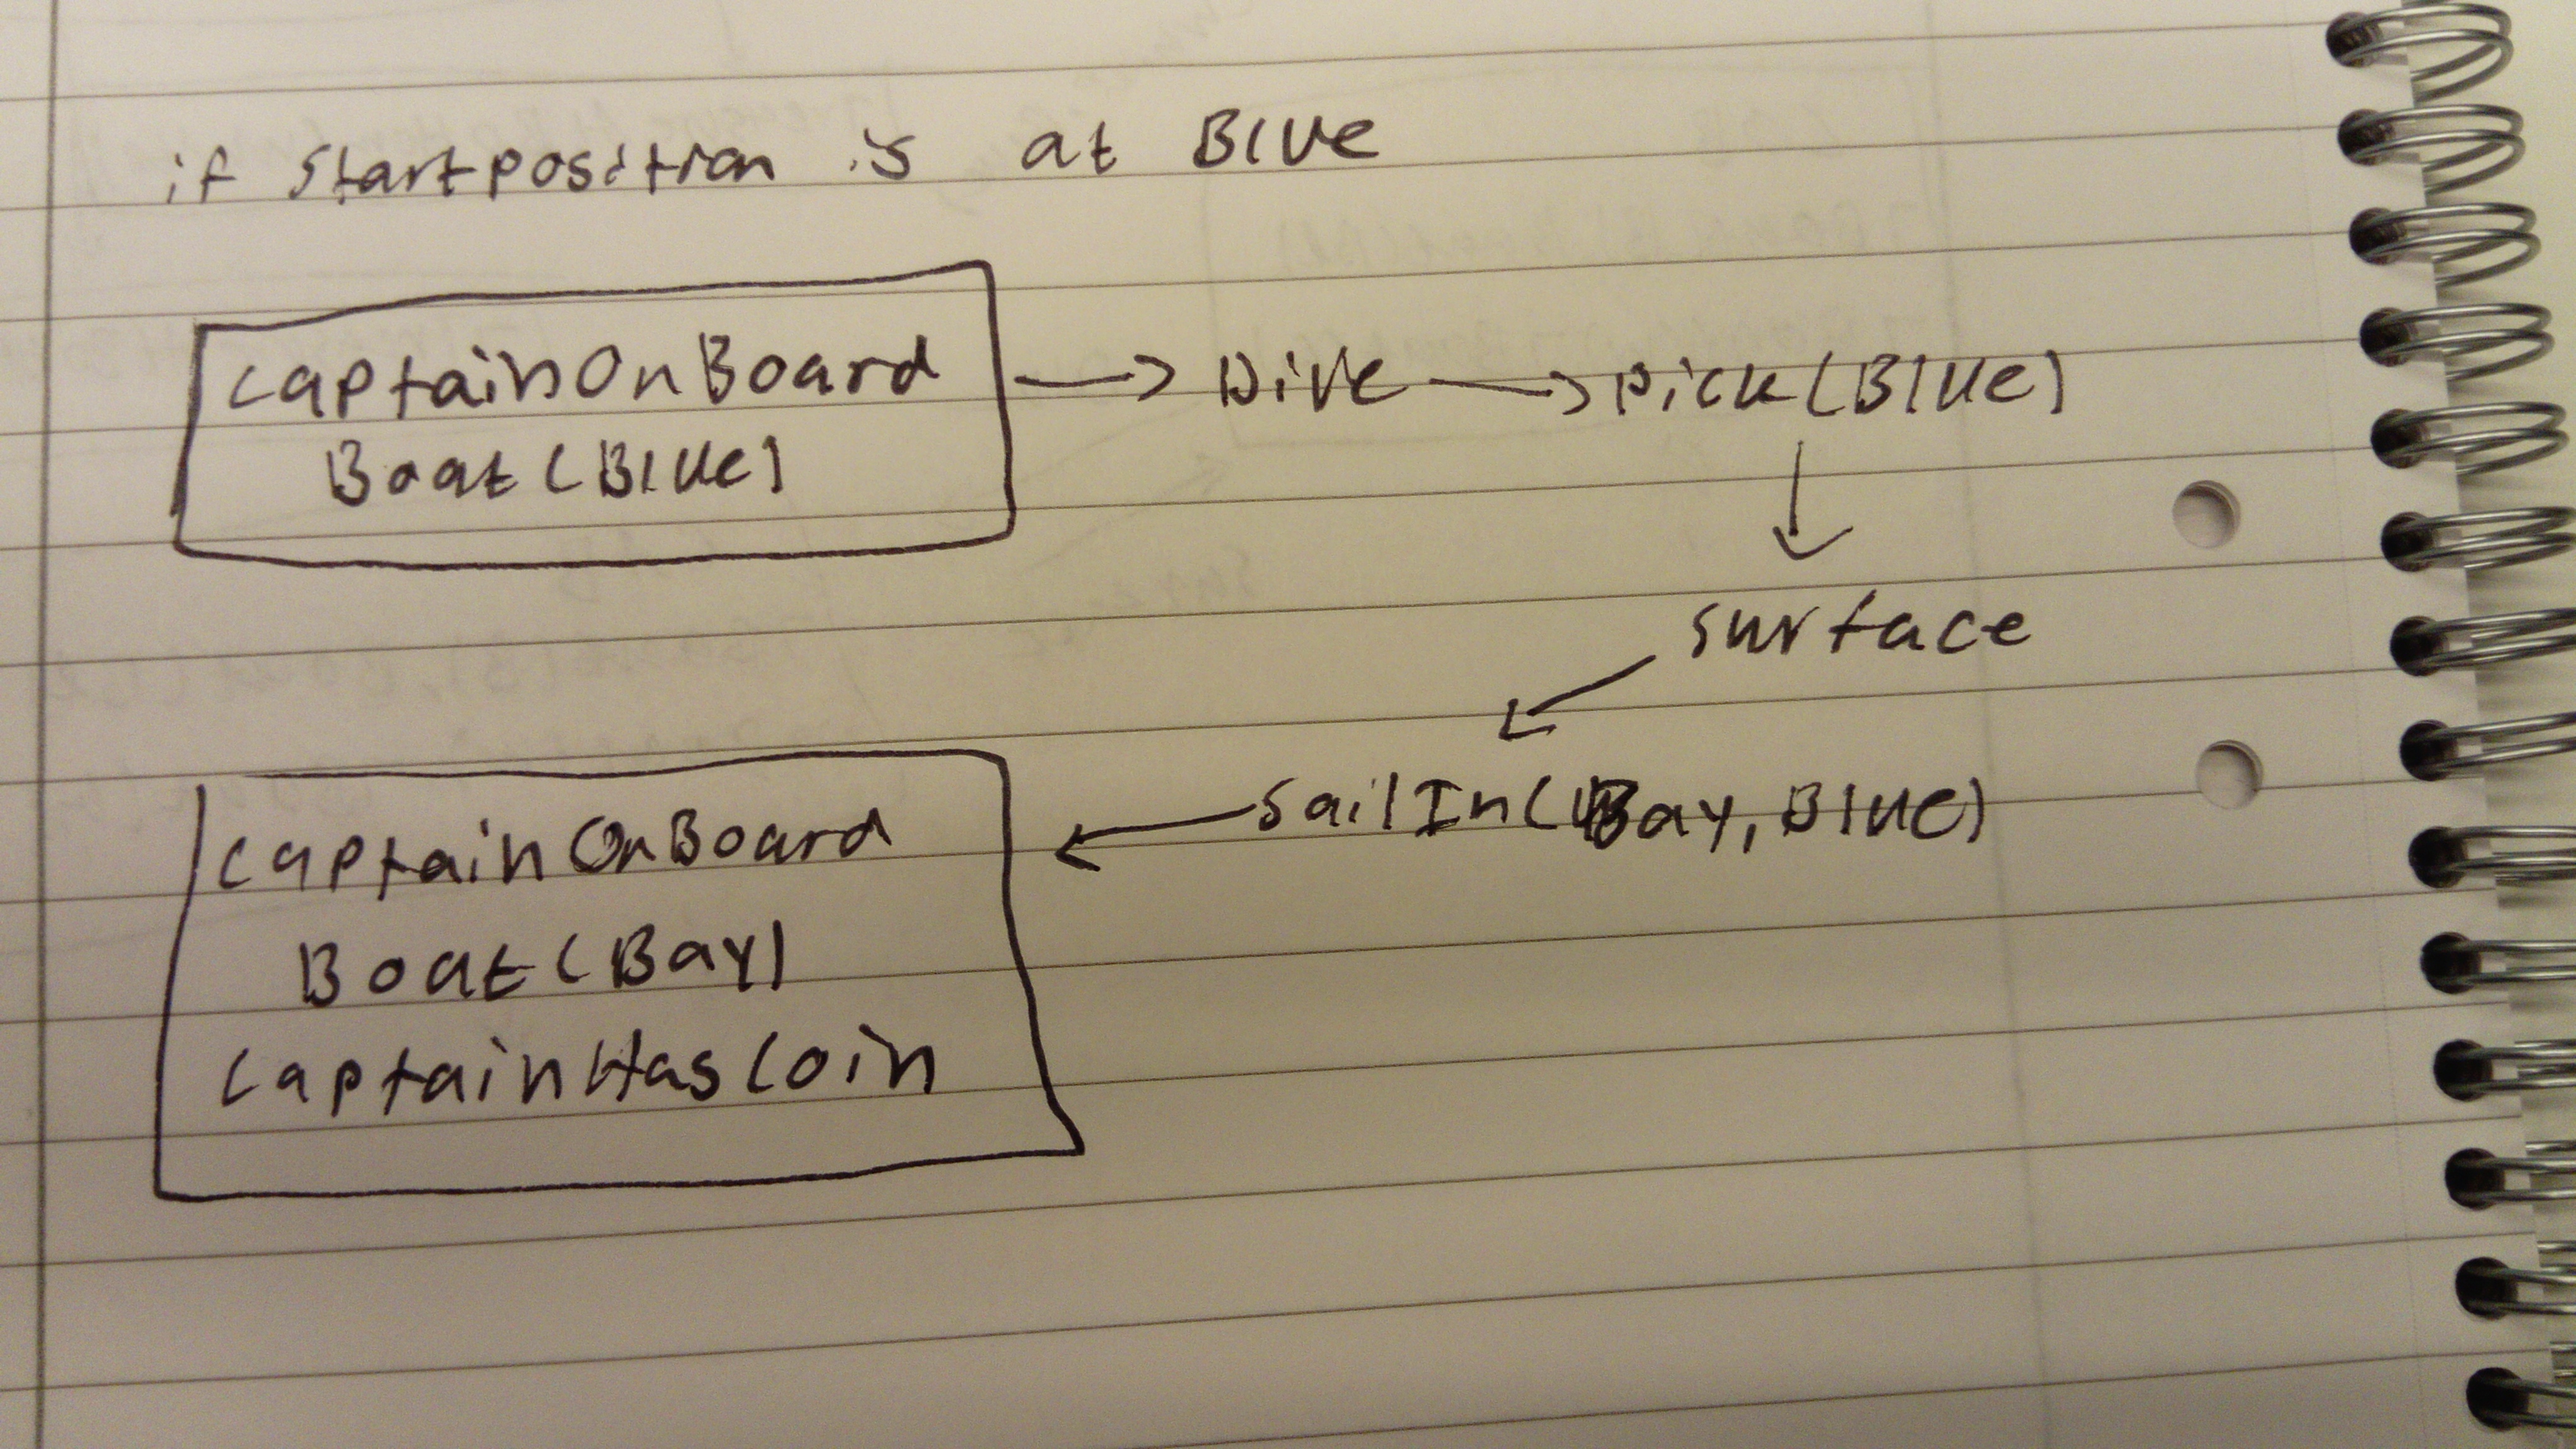 if startposition is at Blue
CaptainOnBoard
Boat(Blue)
Dive
Pick(Blue)
Surface
SailIn(Bay, Blue)
CaptainOnBoard
Boat(Bay)
CaptainHasCoin